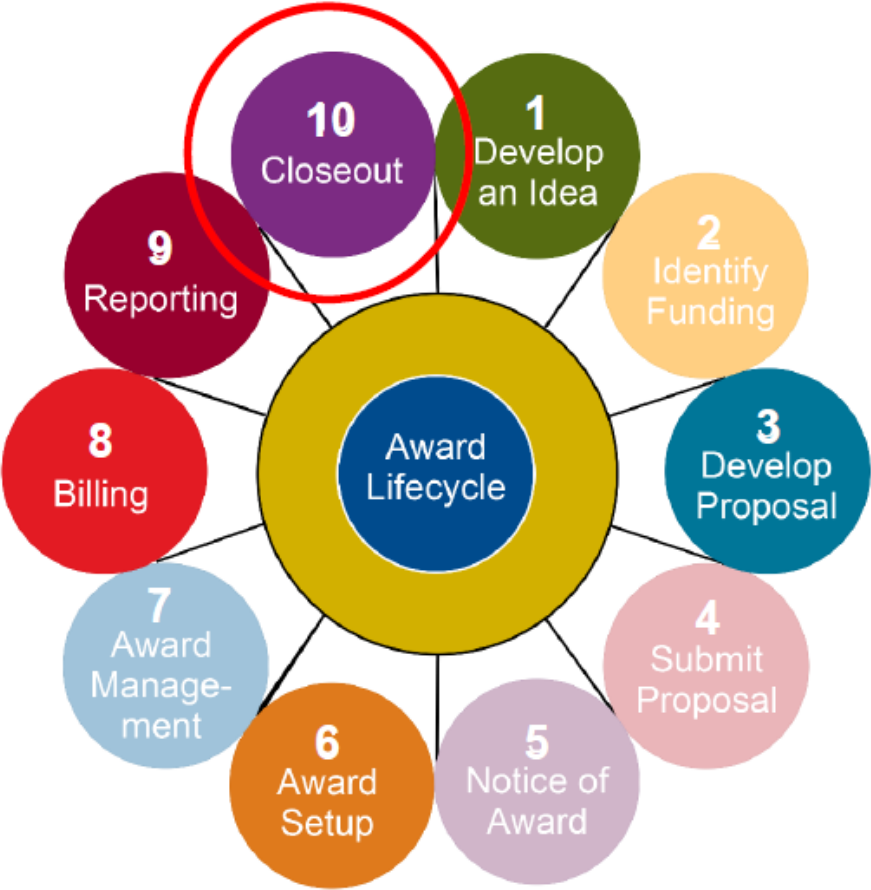 10
Closeout
1
Develop
an Idea
2
Identify
Funding
3
Develop
Proposal
4
Submit
Proposal
5
Notice of
Award
6
Award
Setup
7
Award
Manage-
ment
8
Billing
9
Reporting
Award
Lifecycle